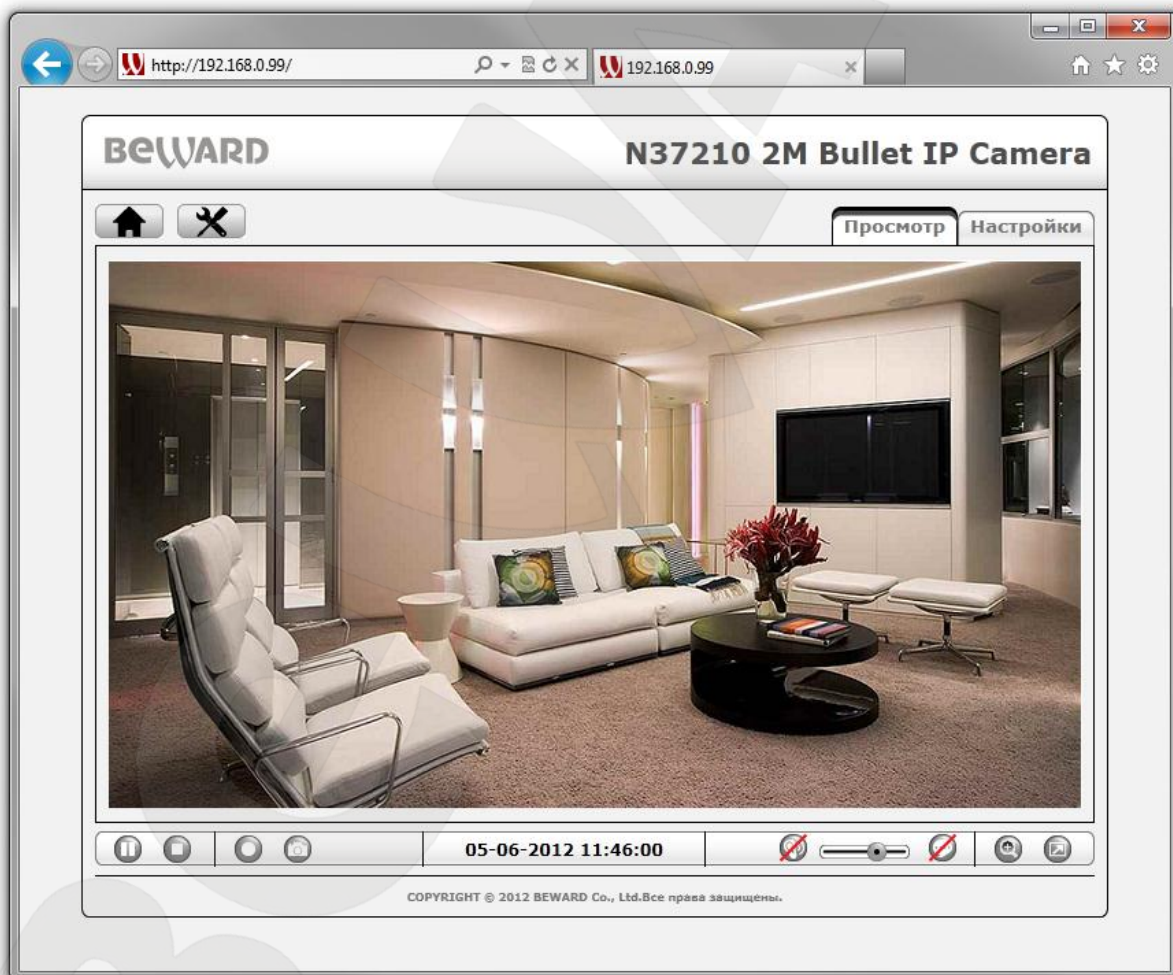 http://192.168.0.99/
192.168.0.99
BEWARD
N37210 2M Bullet IP Camera
Просмотр
Настройки
05-06-2012 11:46:00
COPYRIGHT © 2012 BEWARD Co., Ltd.Все права защищены.